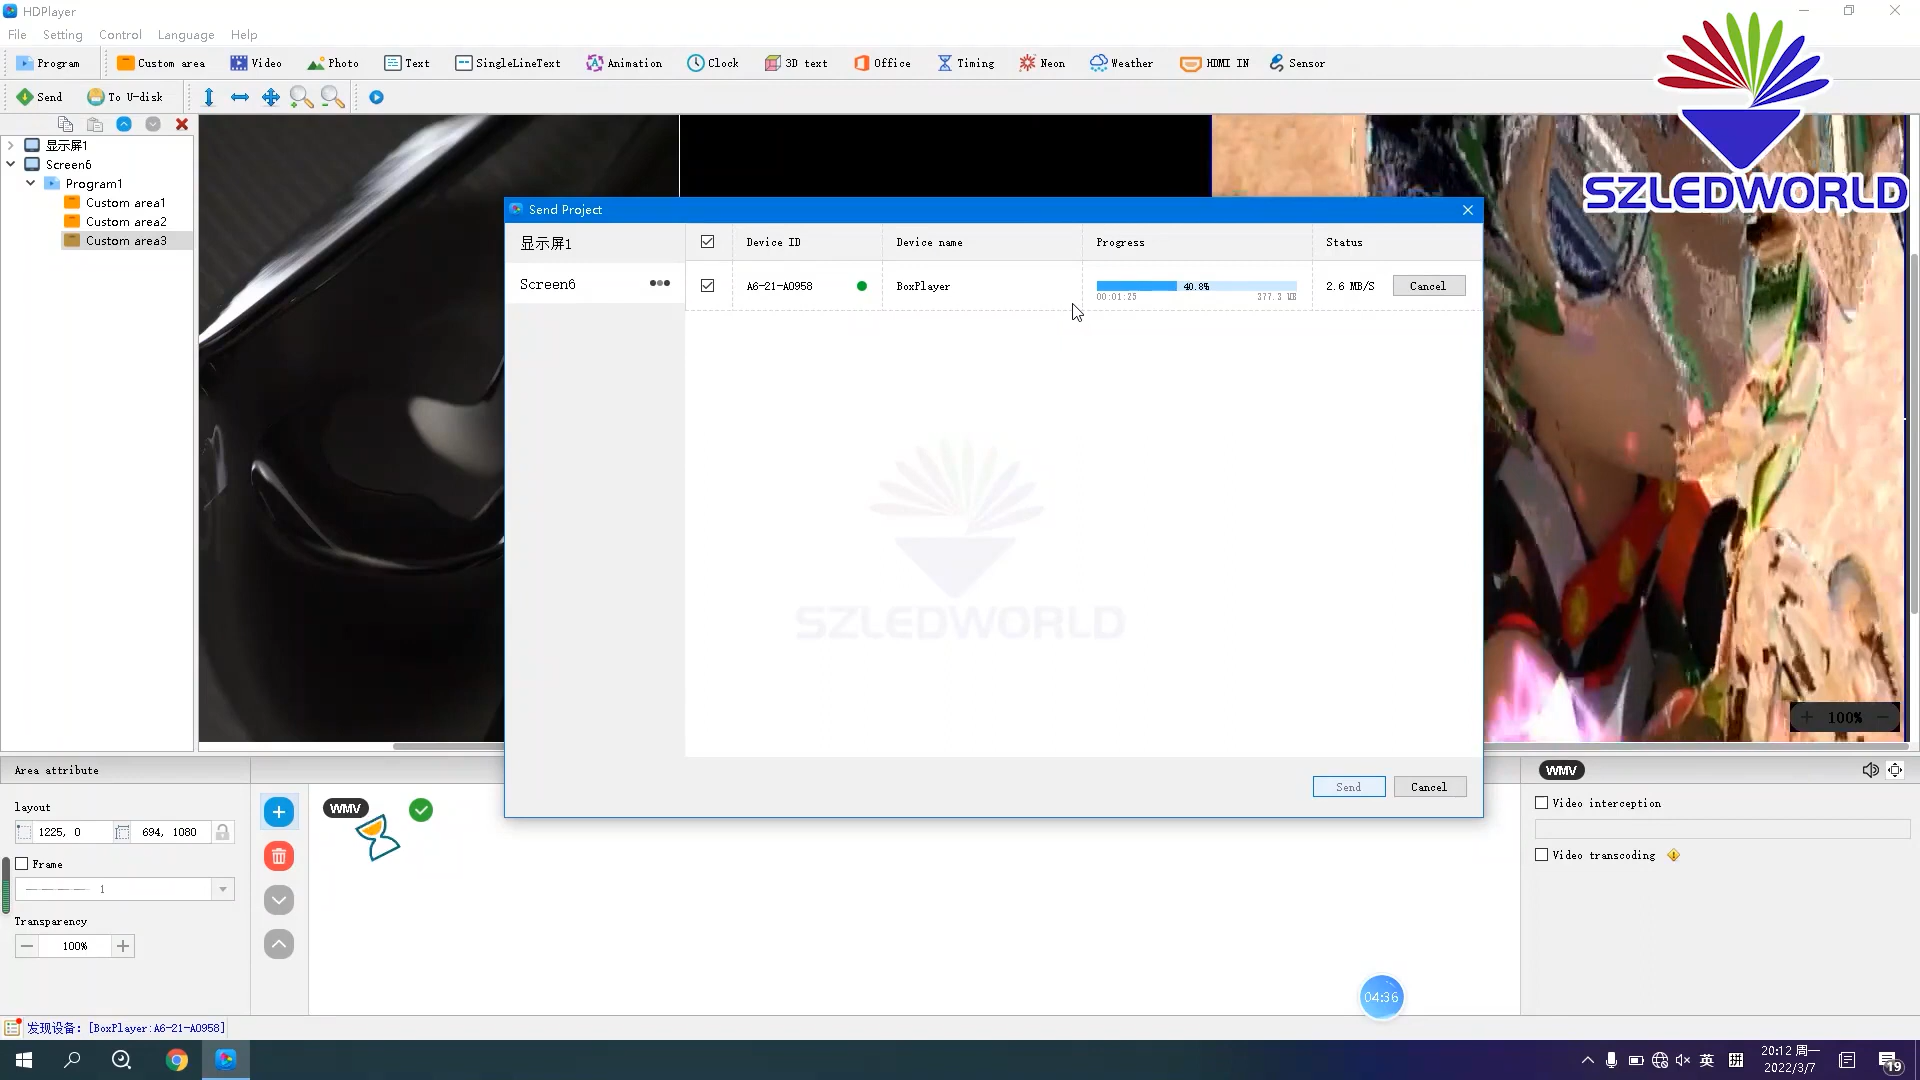 HDPlayer
File Setting Control Language Help
Program Custom area Video Photo Text SingleLineText Animation Clock 3D text Office Timing Neon Weather HDMI IN Sensor
Send To U-disk
SZLEDWORLD
显示屏1
Screen6
Program1
Custom area1
Custom area2
Custom area3
Send Project
显示屏1 Device ID Device name Progress Status
Screen6 A6-21-A0958 BoxPlayer 40.8% 2.6 MB/S Cancel
00:01:25 377.3 MB
SZLEDWORLD
+ 100% −
Send Cancel
Area attribute
layout
1225, 0 694, 1080
Frame
1
Transparency
100%
WMV
WMV
Video interception
Video transcoding
04:36
发现设备: [BoxPlayer:A6-21-A0958]
英 拼 20:12 周一
2022/3/7
19